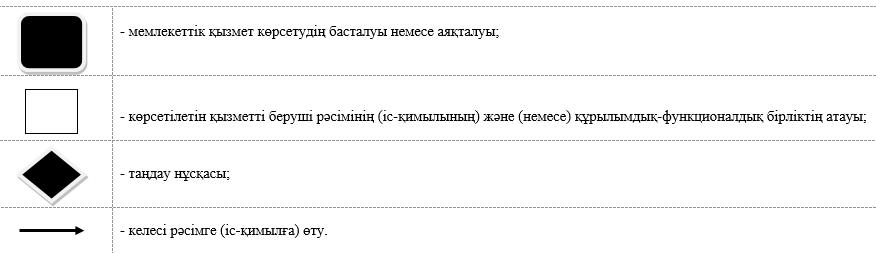 - мемлекеттік қызмет көрсетудің басталуы немесе аяқталуы;
- көрсетілетін қызметті беруші рәсімінің (іс-қимылының) және (немесе) құрылымдық-функционалдық бірліктің атауы;
- таңдау нұсқасы;
- келесі рәсімге (іс-қимылға) өту.